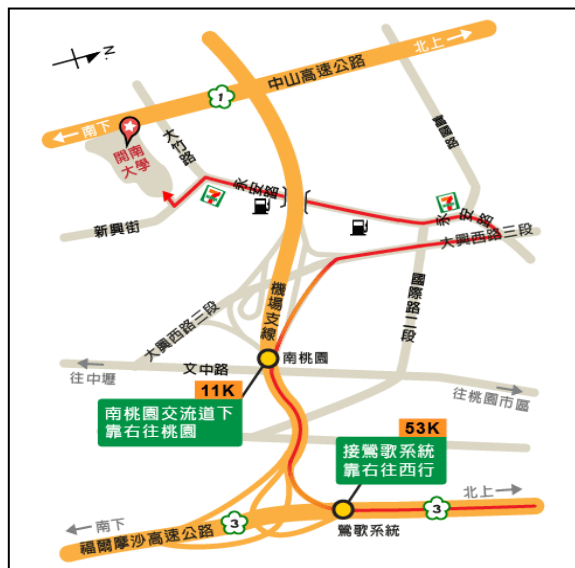 N.
北上
中山高速公路
1
南下
開南
大學
大竹路
富國路
7
永安路
7
永安路
新興街
大興西路三段
機場支線
國際路二段
大興西路三段
南桃園
文中路
往中壢
往桃園市區
11K
南桃園交流道下
靠右往桃園
53K
接鶯歌系統
靠右往西行
北上
3
南下
3
鶯歌系統
福爾摩沙高速公路